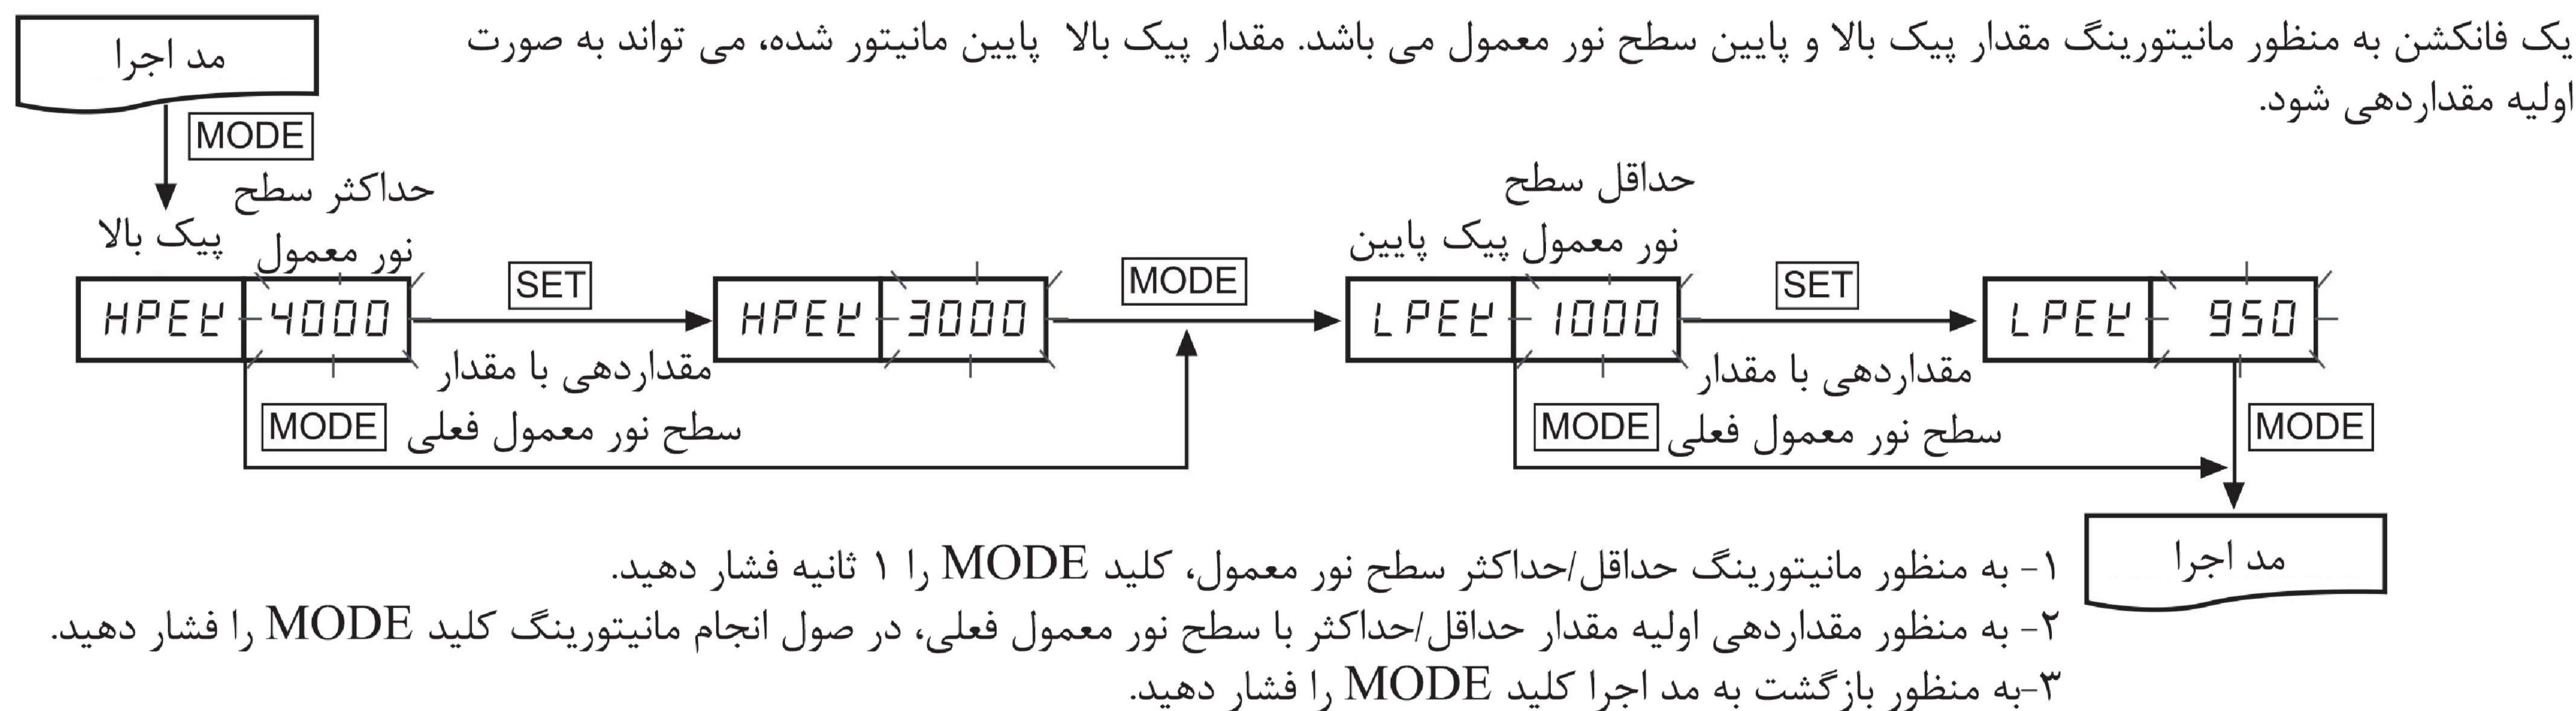 یک فانکشن به منظور مانیتورینگ مقدار پیک بالا و پایین سطح نور معمول می باشد. مقدار پیک بالا پایین مانیتور شده، می تواند به صورت
اولیه مقداردهی شود.
مد اجرا
MODE
حداکثر سطح
نور معمول
پیک بالا
HPEK 4000
SET
مقداردهی با مقدار
سطح نور معمول فعلی
MODE
HPEK 3000
MODE
حداقل سطح
نور معمول
پیک پایین
LPEK 1000
SET
مقداردهی با مقدار
سطح نور معمول فعلی
MODE
LPEK 950
MODE
مد اجرا
۱- به منظور مانیتورینگ حداقل/حداکثر سطح نور معمول، کلید MODE را ۱ ثانیه فشار دهید.
۲- به منظور مقداردهی اولیه مقدار حداقل/حداکثر با سطح نور معمول فعلی، در صول انجام مانیتورینگ کلید MODE را فشار دهید.
۳-به منظور بازگشت به مد اجرا کلید MODE را فشار دهید.